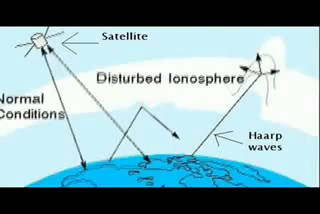 Satellite
Disturbed Ionosphere
Normal
Conditions
Haarp
waves